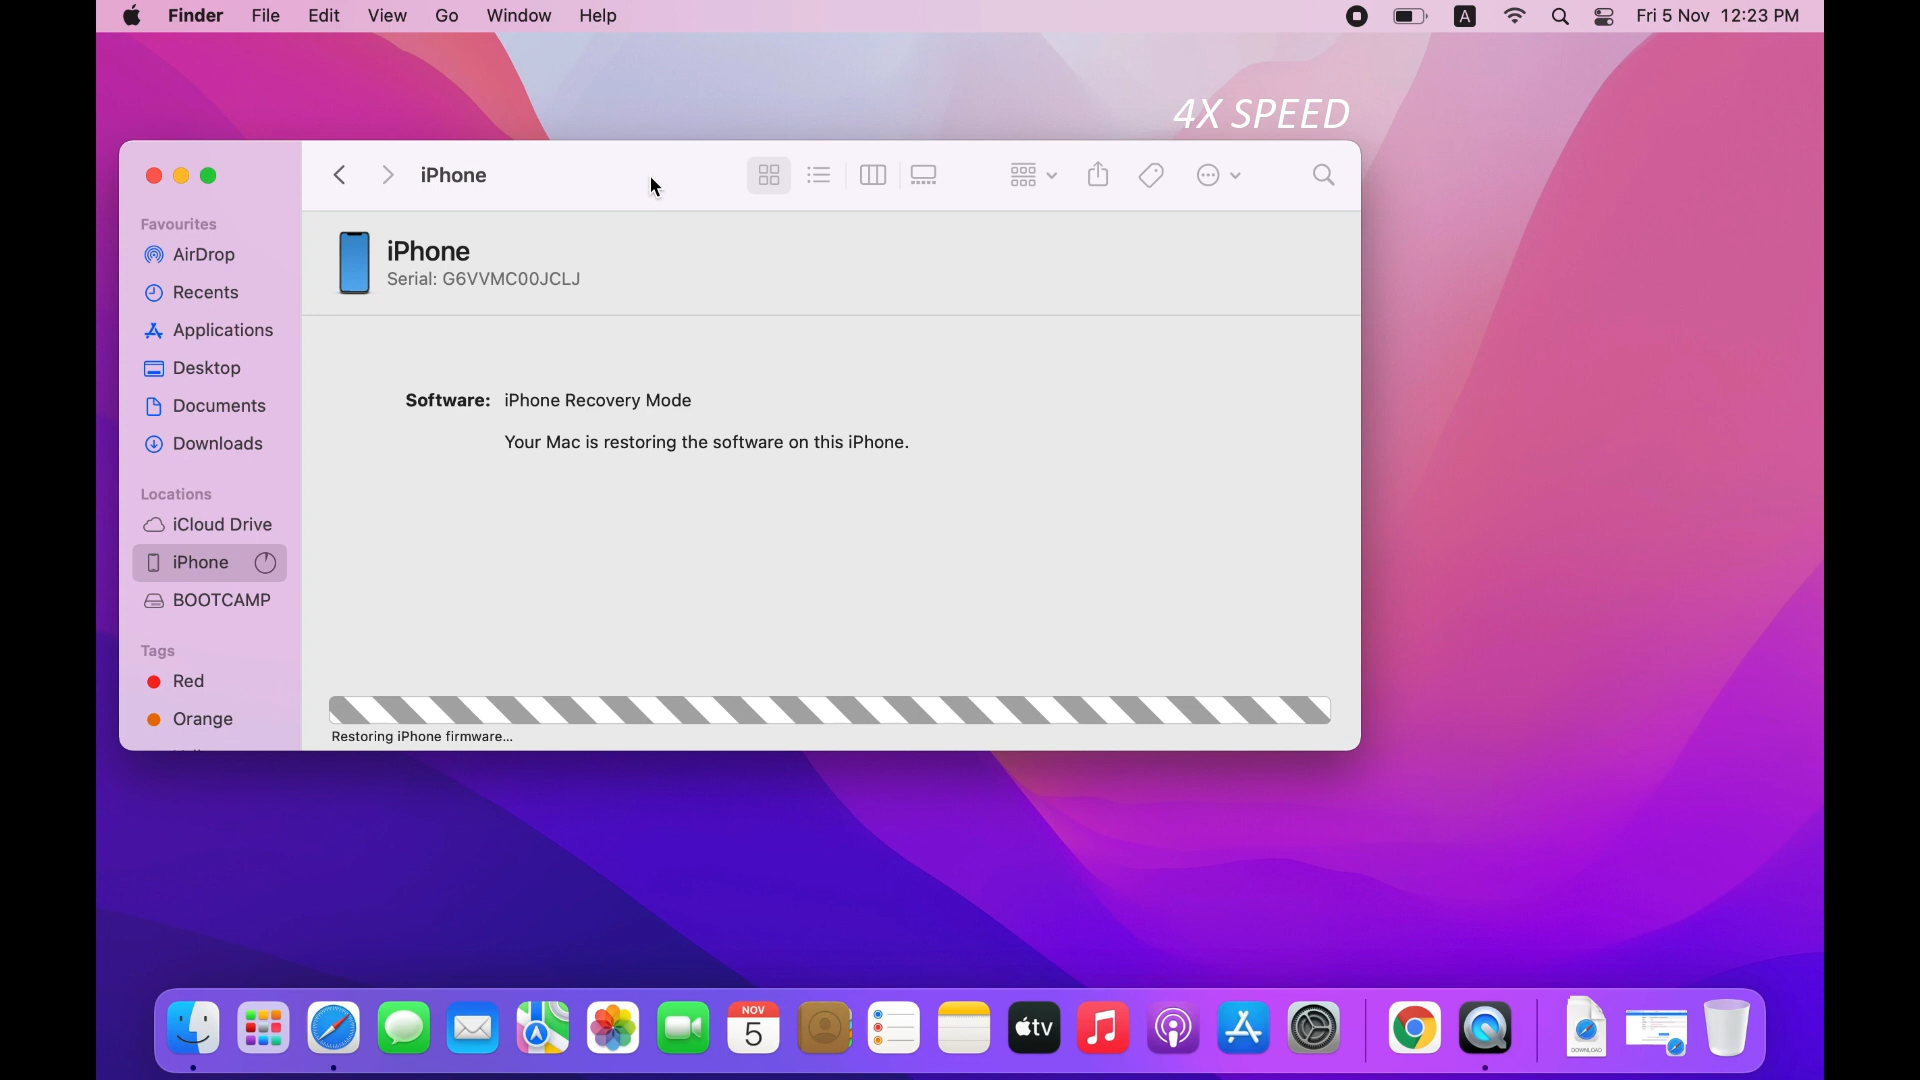 Finder File Edit View Go Window Help A Fri 5 Nov 12:23 PM
4X SPEED
iPhone
Favourites
AirDrop
Recents
Applications
Desktop
Documents
Downloads
Locations
iCloud Drive
iPhone
BOOTCAMP
Tags
Red
Orange
iPhone
Serial: G6VVMC00JCLJ
Software: iPhone Recovery Mode
Your Mac is restoring the software on this iPhone.
Restoring iPhone firmware...
NOV
5
tv
DOWNLOAD